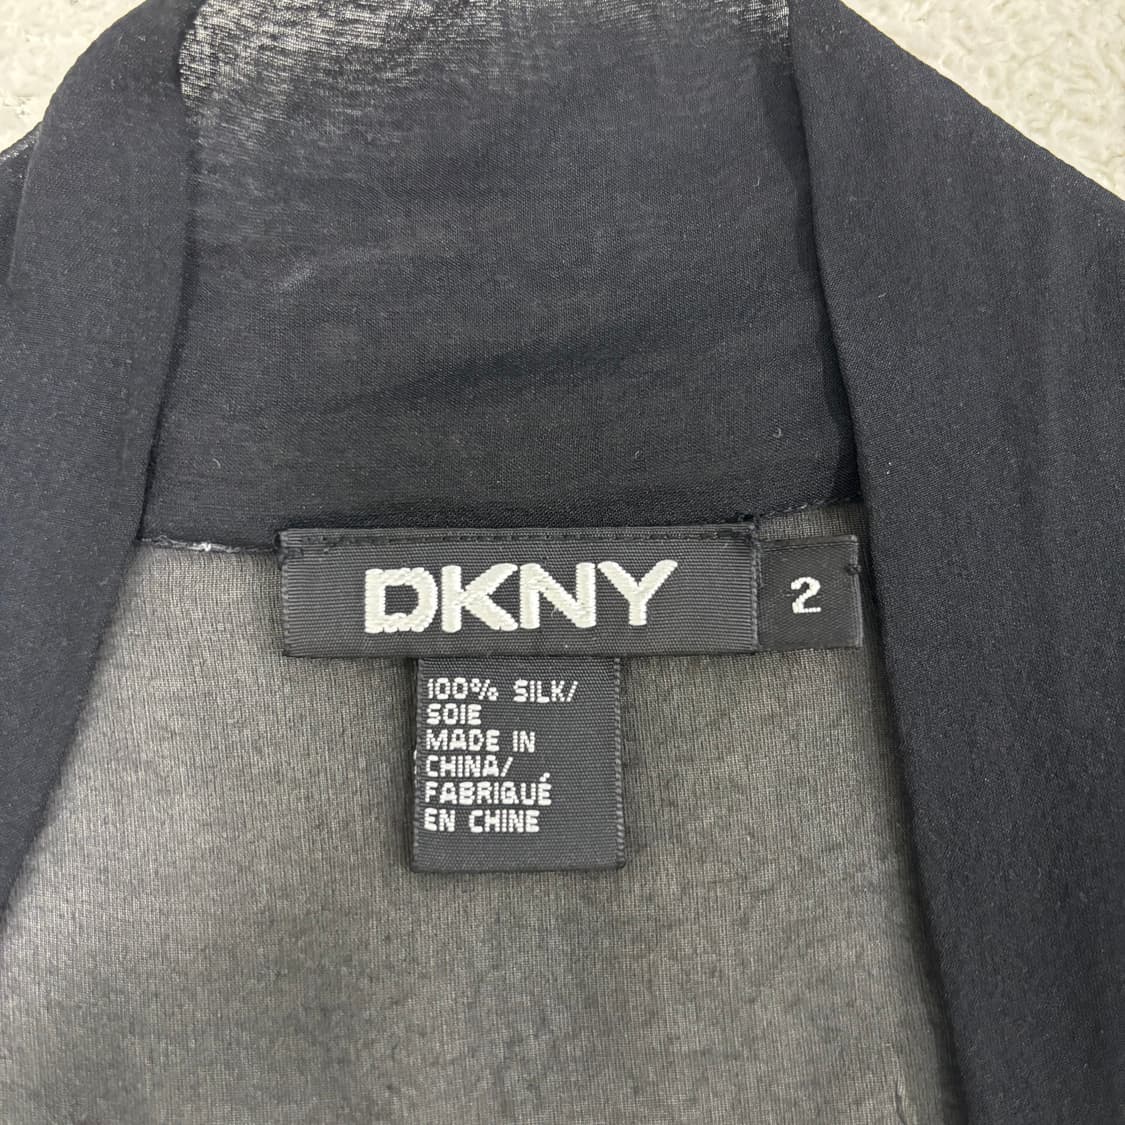 DKNY
2
100% SILK/
SOIE
MADE IN
CHINA/
FABRIQUÉ
EN CHINE